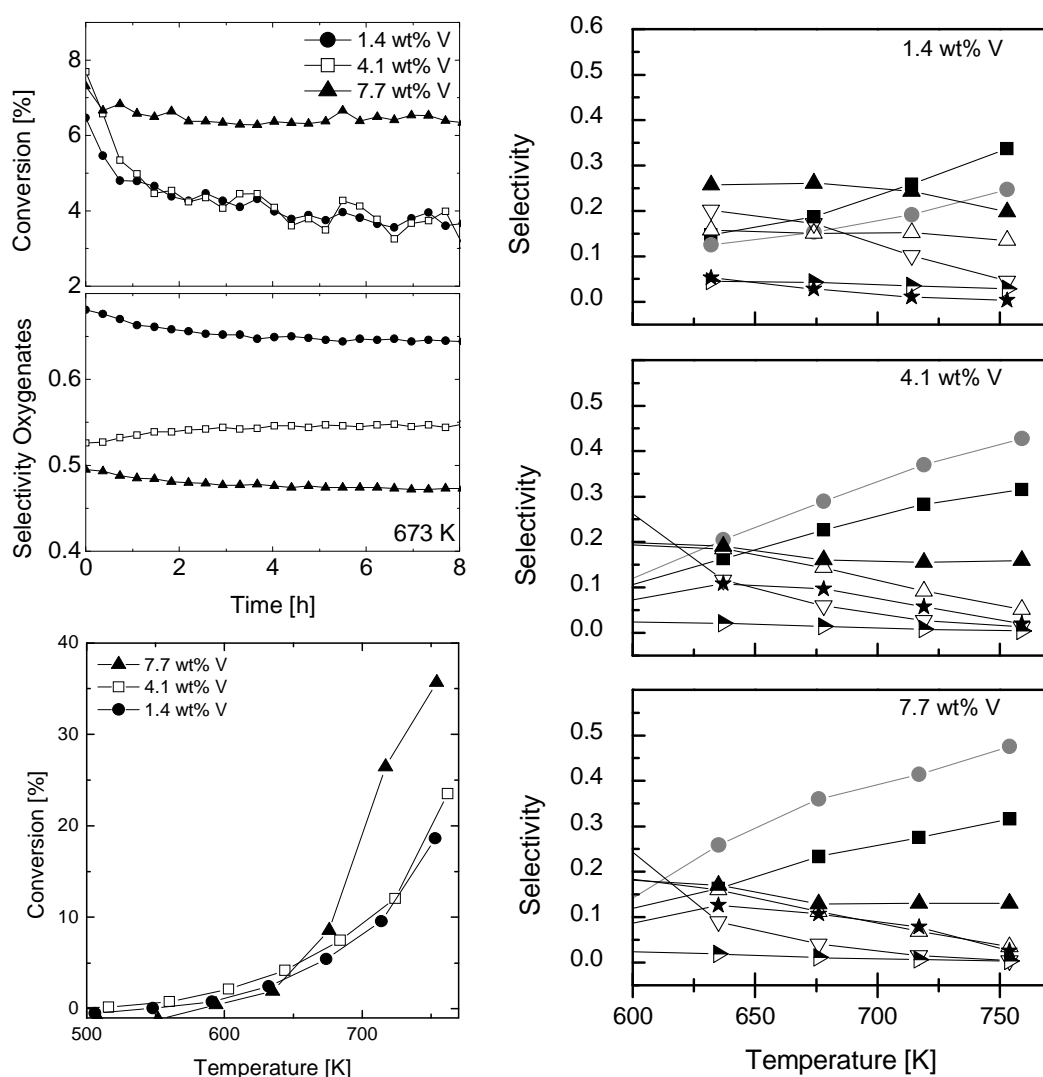 1.4 wt% V
4.1 wt% V
7.7 wt% V
8
6
4
2
Conversion [%]
0.6
0.5
0.4
Selectivity Oxygenates
673 K
0 2 4 6 8
Time [h]
7.7 wt% V
4.1 wt% V
1.4 wt% V
40
30
20
10
0
Conversion [%]
500 600 700
Temperature [K]
1.4 wt% V
0.6
0.5
0.4
0.3
0.2
0.1
0.0
Selectivity
4.1 wt% V
0.5
0.4
0.3
0.2
0.1
0.0
Selectivity
7.7 wt% V
0.5
0.4
0.3
0.2
0.1
0.0
Selectivity
600 650 700 750
Temperature [K]